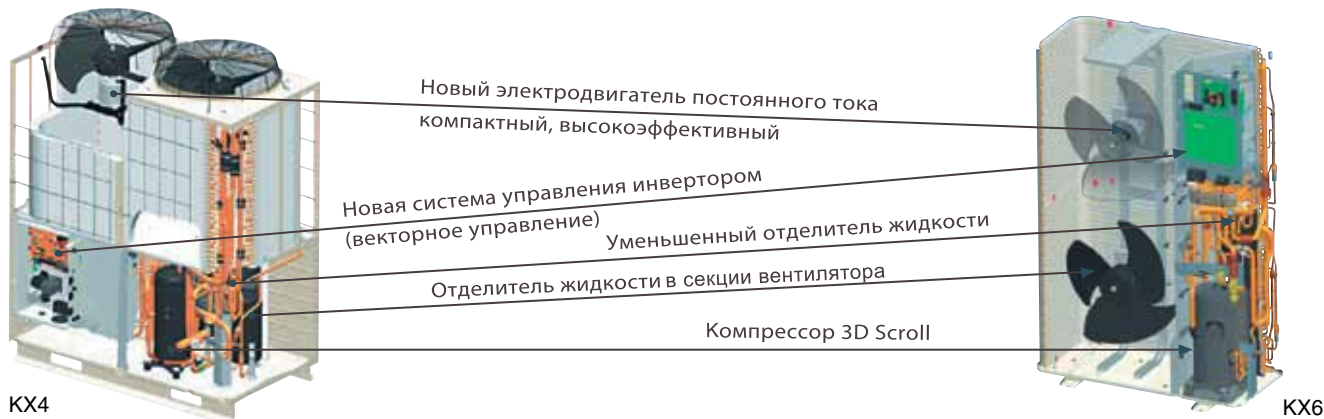 Новый электродвигатель постоянного тока
компактный, высокоэффективный
Новая система управления инвертором
(векторное управление)
Уменьшенный отделитель жидкости
Отделитель жидкости в секции вентилятора
Компрессор 3D Scroll
KX4
KX6